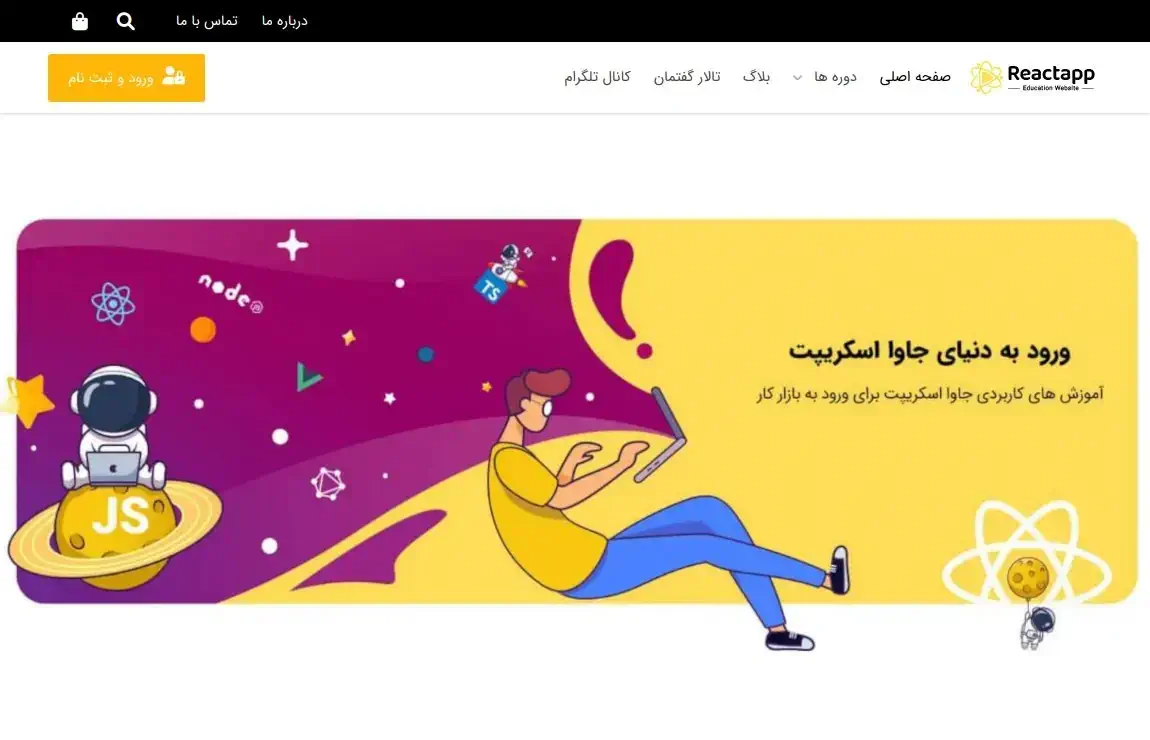 درباره ما
تماس با ما
Reactapp
Education Website
صفحه اصلی
دوره ها
بلاگ
تالار گفتمان
کانال تلگرام
ورود و ثبت نام
node
JS
TS
ورود به دنیای جاوا اسکریپت
آموزش های کاربردی جاوا اسکریپت برای ورود به بازار کار
JS